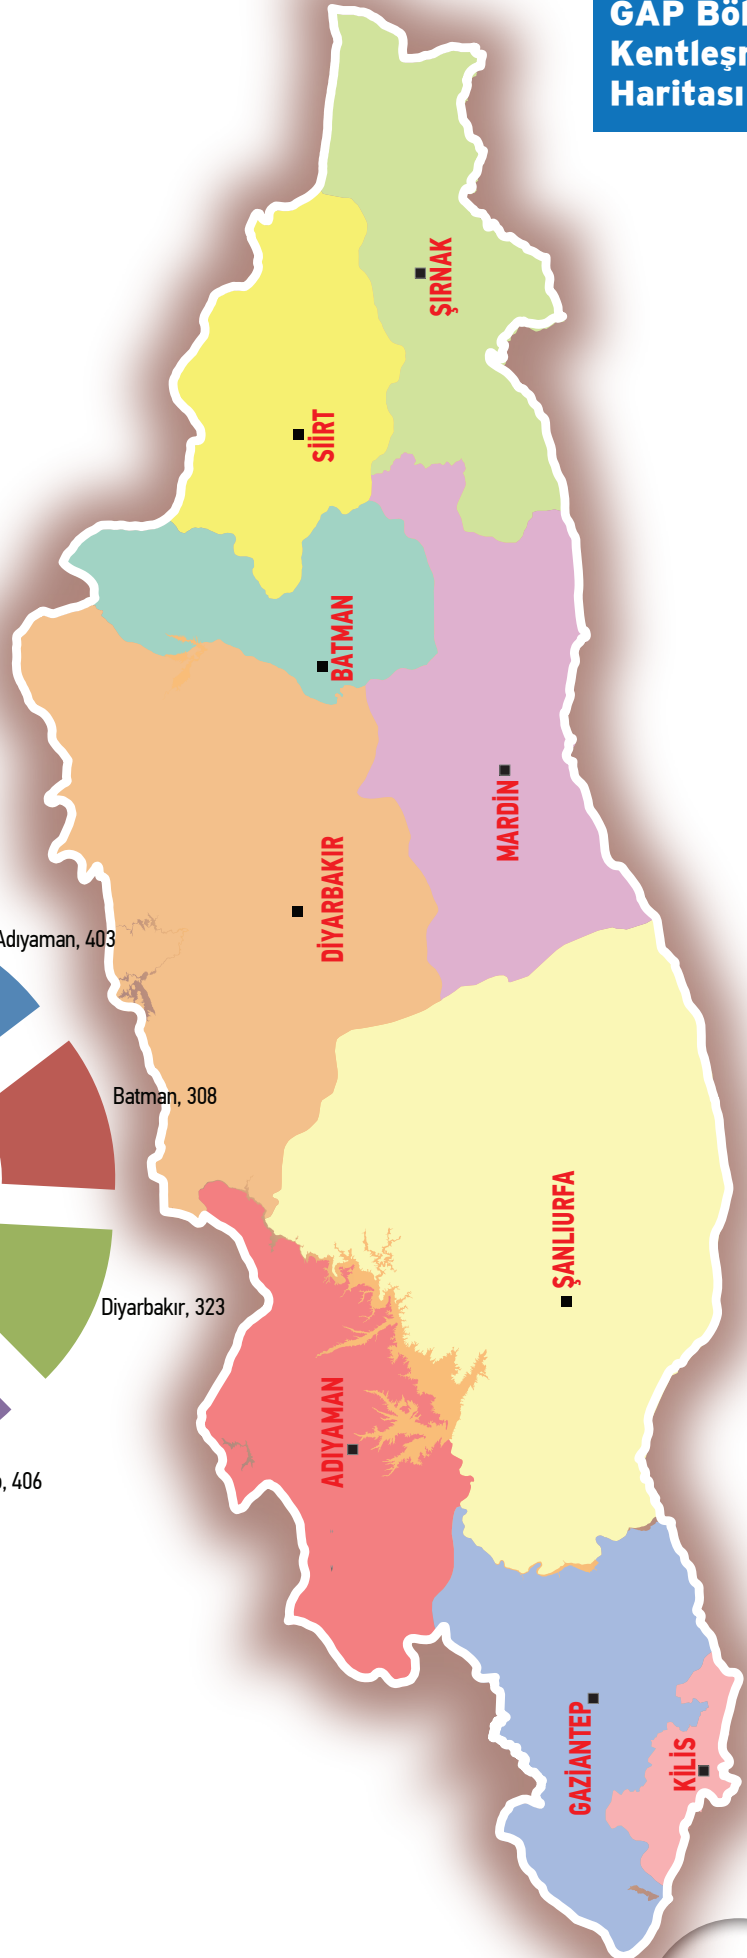 GAP Böl
Kentleşm
Haritası
ŞIRNAK
SİİRT
BATMAN
MARDİN
DİYARBAKIR
Adıyaman, 403
Batman, 308
ŞANLIURFA
Diyarbakır, 323
ADIYAMAN
, 406
GAZİANTEP
KİLİS